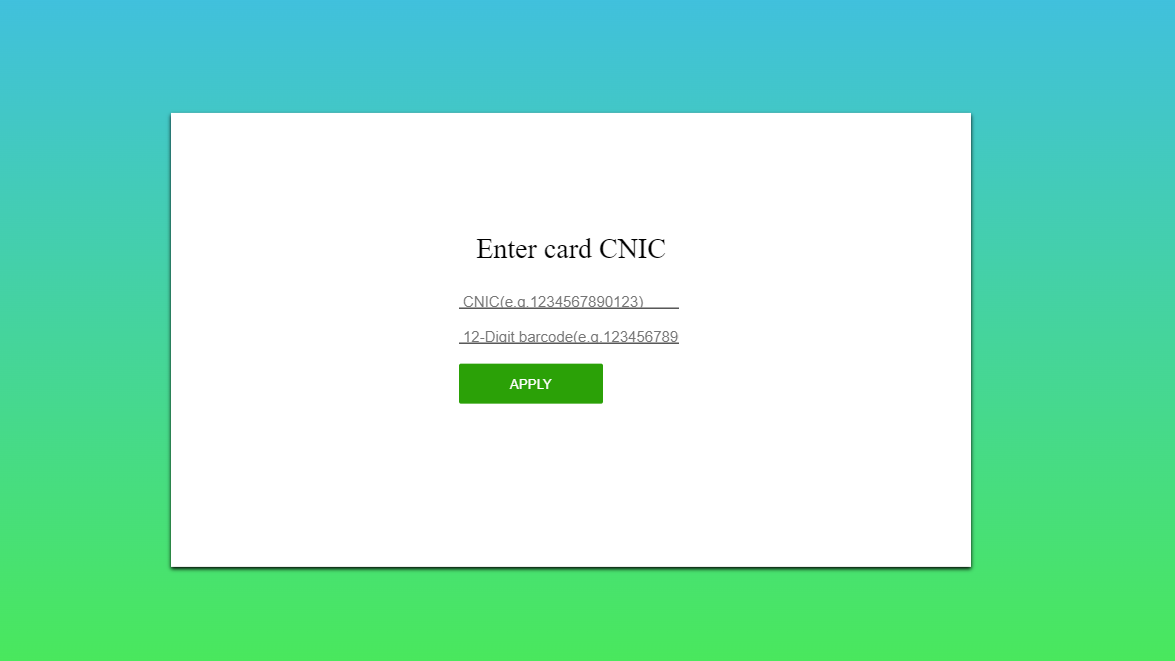 Enter card CNIC
CNIC(e.g.1234567890123)
12-Digit barcode(e.g.123456789
APPLY